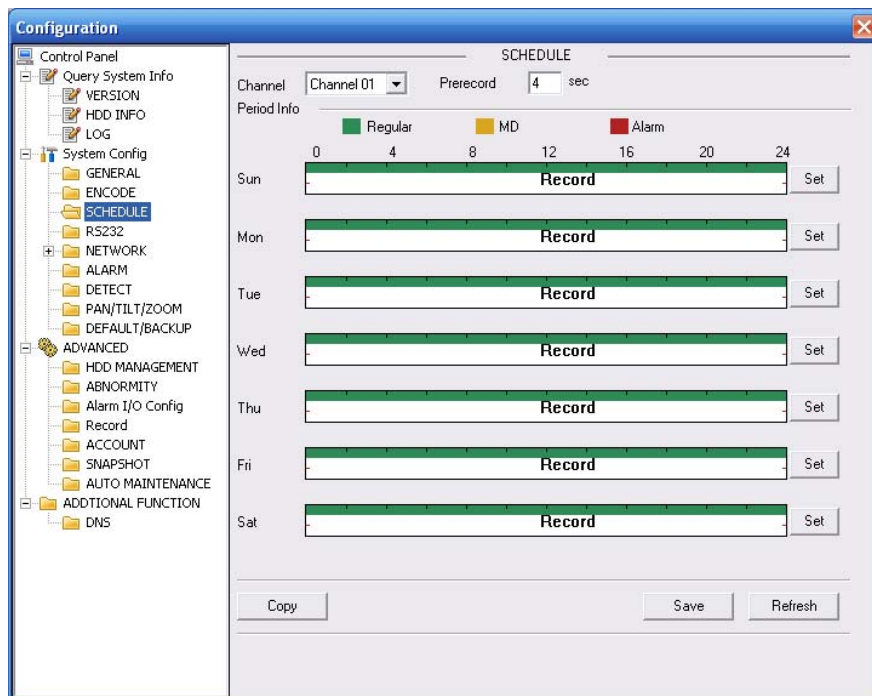 Configuration
Control Panel
Query System Info
VERSION
HDD INFO
LOG
System Config
GENERAL
ENCODE
SCHEDULE
RS232
NETWORK
ALARM
DETECT
PAN/TILT/ZOOM
DEFAULT/BACKUP
ADVANCED
HDD MANAGEMENT
ABNORMITY
Alarm I/O Config
Record
ACCOUNT
SNAPSHOT
AUTO MAINTENANCE
ADDTIONAL FUNCTION
DNS
SCHEDULE
Channel Channel 01 Prerecord 4 sec
Period Info
Regular MD Alarm
0 4 8 12 16 20 24
Sun Record Set
Mon Record Set
Tue Record Set
Wed Record Set
Thu Record Set
Fri Record Set
Sat Record Set
Copy Save Refresh